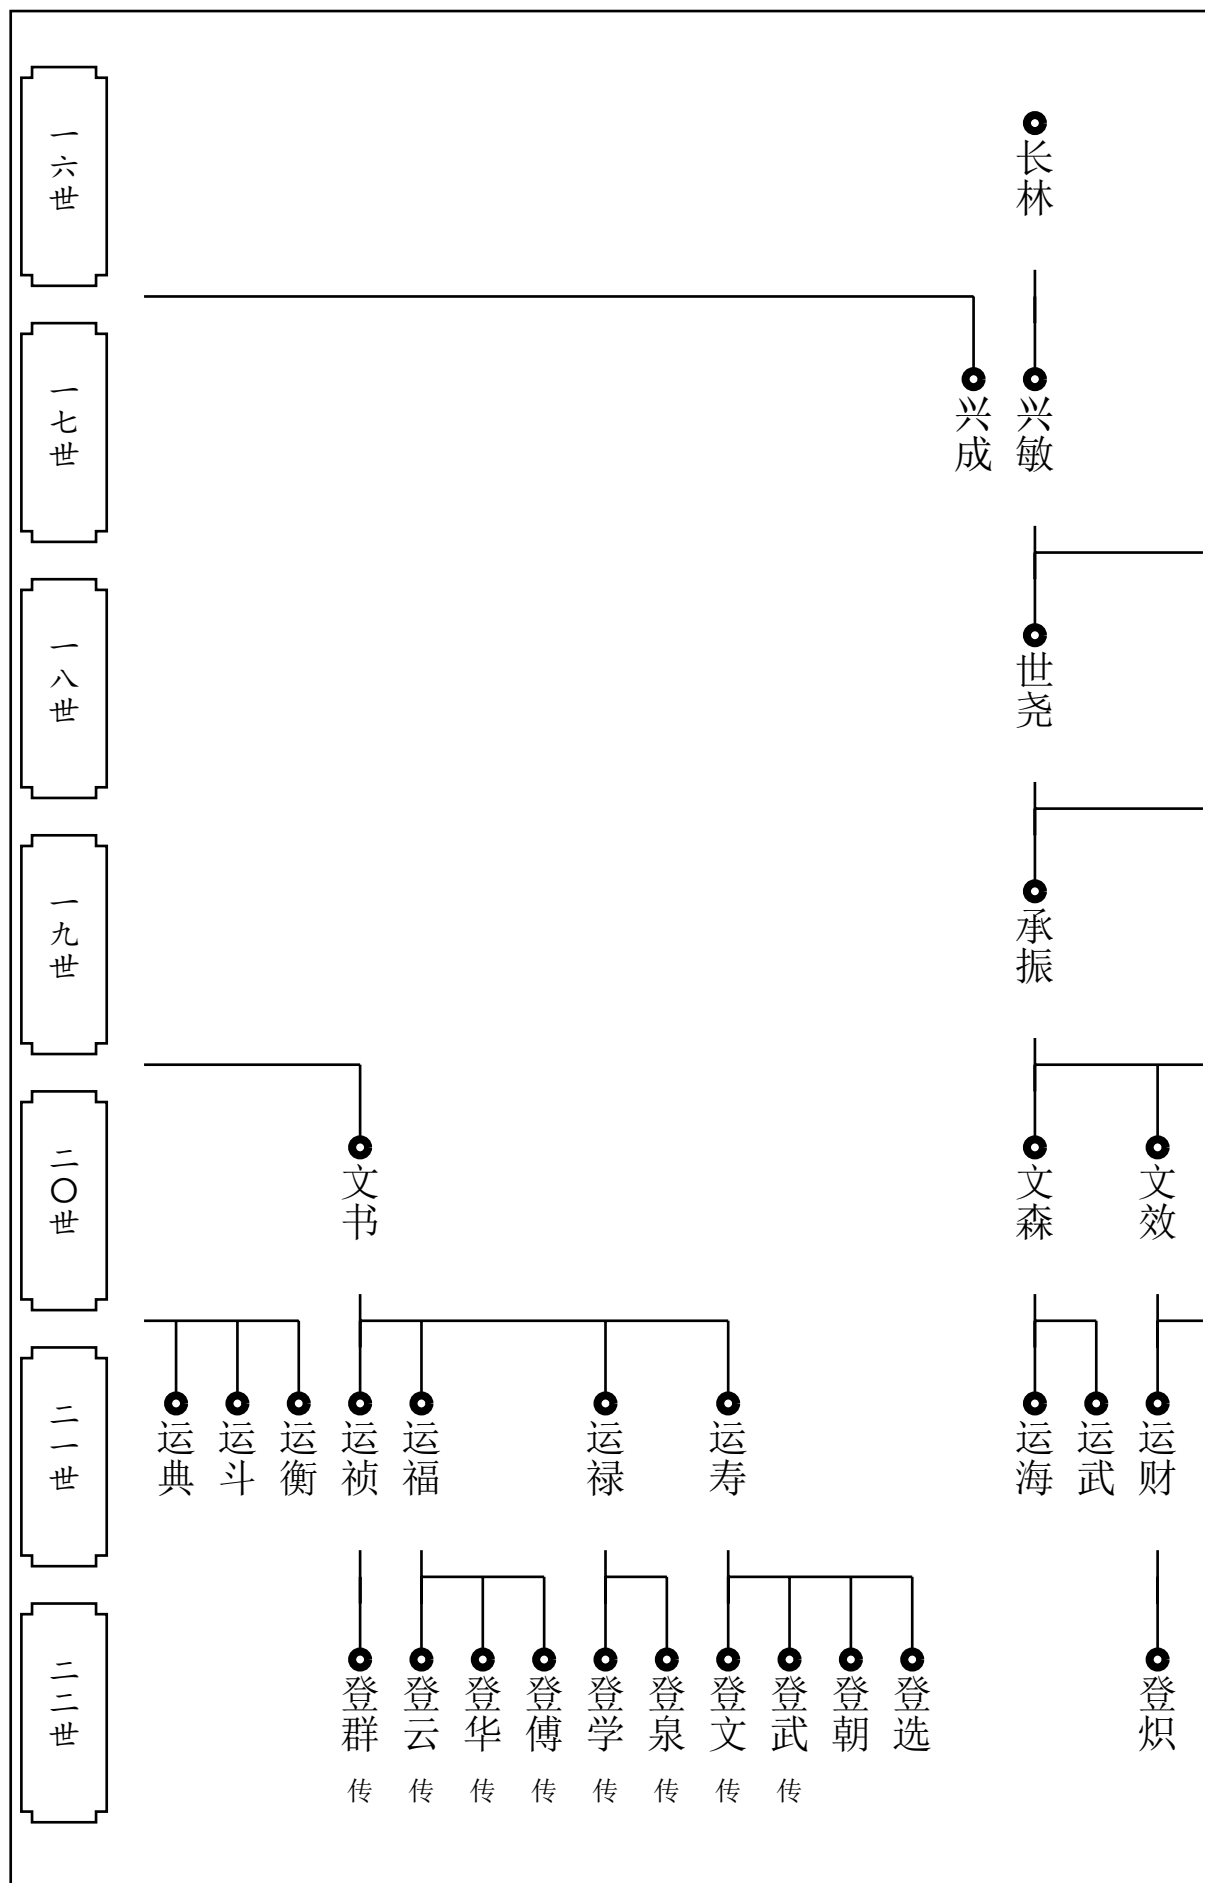 一六世
长林
一七世
兴成
兴敏
一八世
世尧
一九世
承振
二〇世
文书
文森
文效
二一世
运典
运斗
运衡
运祯
运福
运禄
运寿
运海
运武
运财
二二世
登群
登云
登华
登傅
登学
登泉
登文
登武
登朝
登选
登炽
传
传
传
传
传
传
传
传